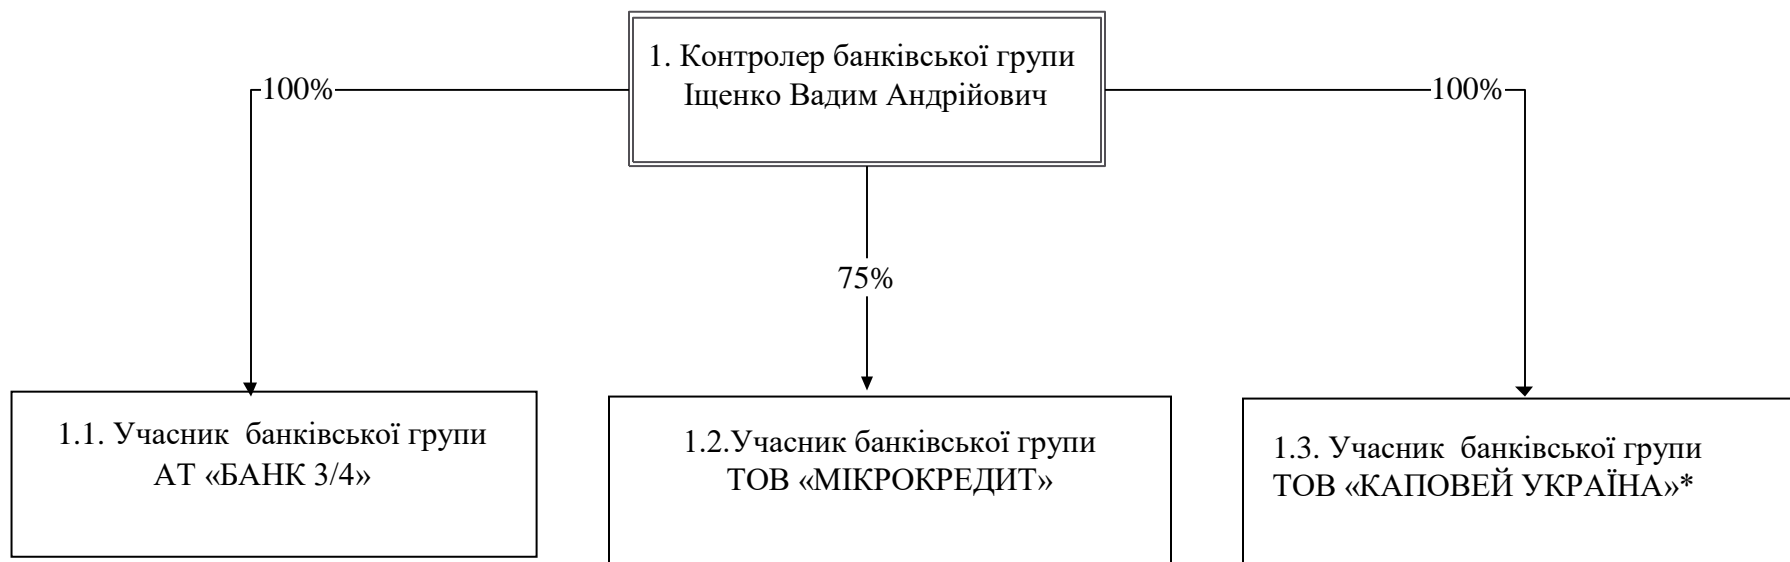 1. Контролер банківської групи
Іщенко Вадим Андрійович
100%
100%
75%
1.1. Учасник банківської групи
АТ «БАНК 3/4»
1.2.Учасник банківської групи
ТОВ «МІКРОКРЕДИТ»
1.3. Учасник банківської групи
ТОВ «КАПОВЕЙ УКРАЇНА»*